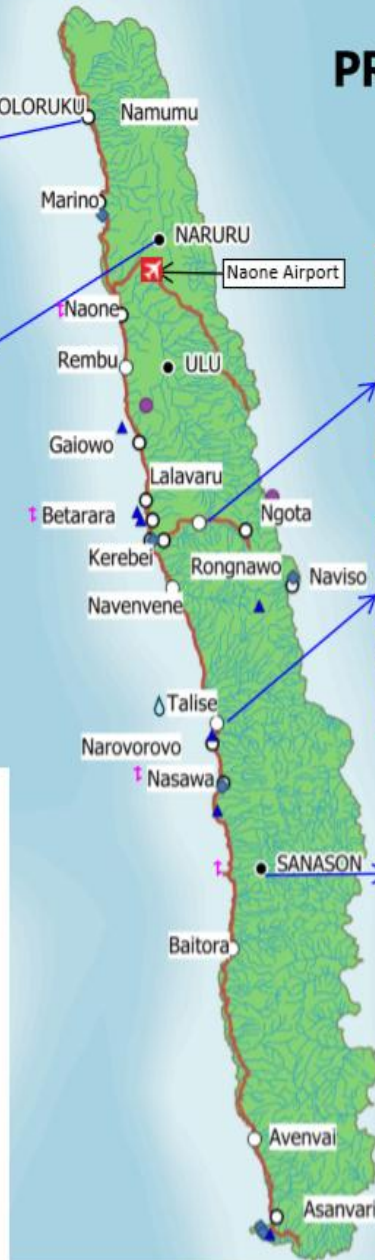 PR
OLORUKU
Namumu
Marino
NARURU
Naone Airport
Naone
Rembu
ULU
Gaiowo
Lalavaru
Betarara
Ngota
Kerebei
Rongnawo
Naviso
Navenvene
Talise
Narovorovo
Nasawa
SANASON
Baitora
Avenvai
Asanvari